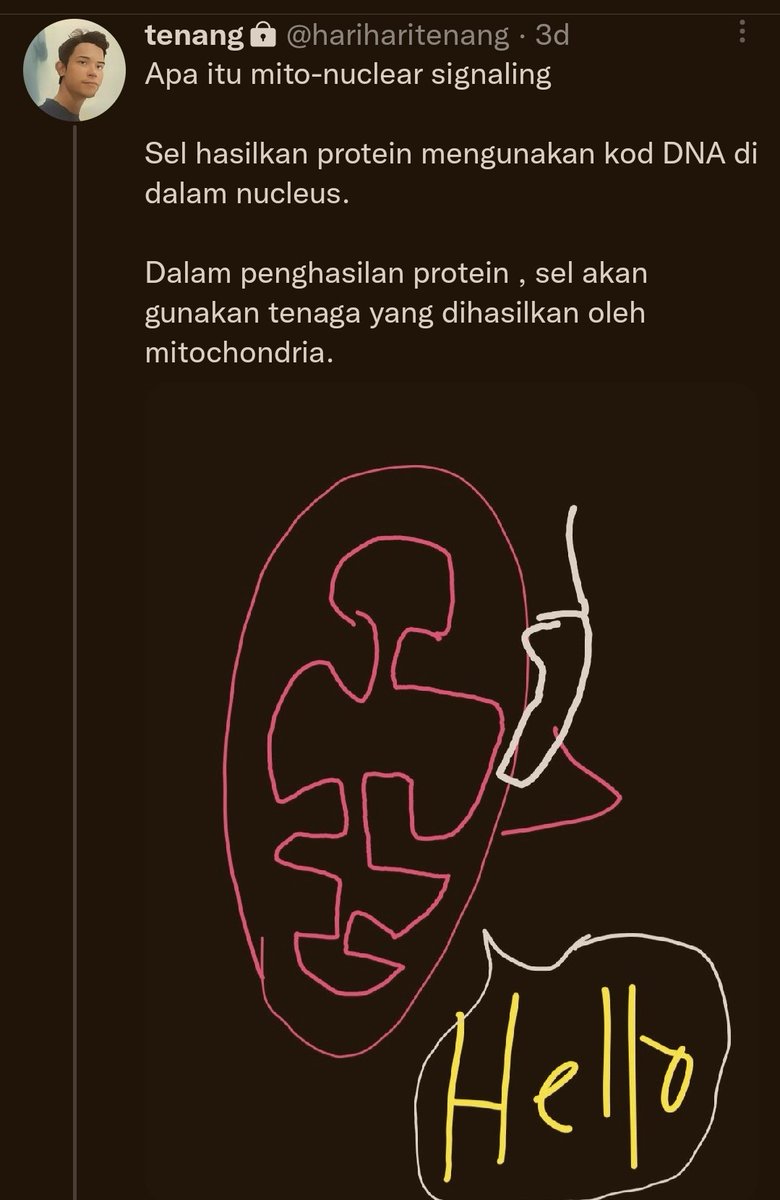 tenang @hariharitenang · 3d
Apa itu mito-nuclear signaling
Sel hasilkan protein mengunakan kod DNA di
dalam nucleus.
Dalam penghasilan protein , sel akan
gunakan tenaga yang dihasilkan oleh
mitochondria.
Hello